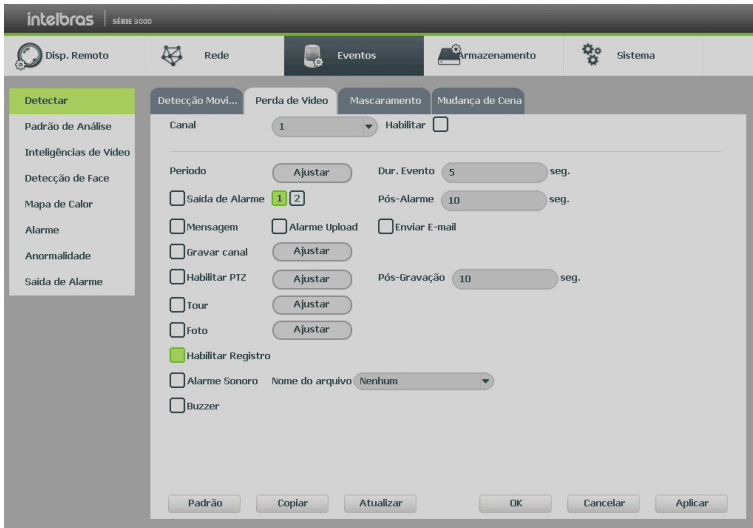 intelbras | SÉRIE 3000
Disp. Remoto Rede Eventos Armazenamento Sistema
Detectar
Padrão de Análise
Inteligências de Vídeo
Detecção de Face
Mapa de Calor
Alarme
Anormalidade
Saída de Alarme
Detecção Movi... Perda de Vídeo Mascaramento Mudança de Cena
Canal 1 Habilitar
Período Ajustar Dur. Evento 5 seg.
Saída de Alarme 1 2 Pós-Alarme 10 seg.
Mensagem Alarme Upload Enviar E-mail
Gravar canal Ajustar
Habilitar PTZ Ajustar Pós-Gravação 10 seg.
Tour Ajustar
Foto Ajustar
Habilitar Registro
Alarme Sonoro Nome do arquivo Nenhum
Buzzer
Padrão Copiar Atualizar OK Cancelar Aplicar